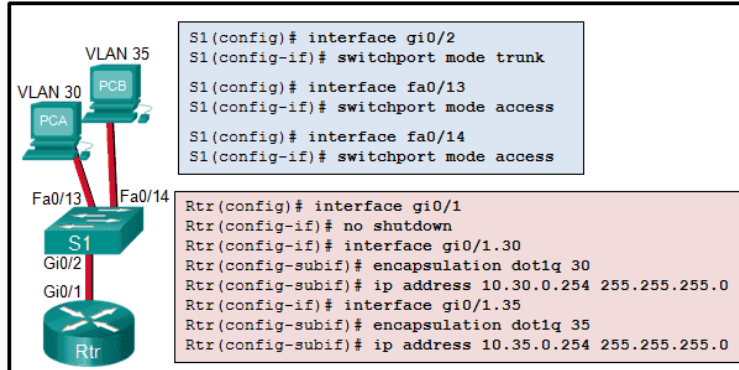 VLAN 35
PCB
VLAN 30
PCA
Fa0/13
Fa0/14
S1
Gi0/2
Gi0/1
Rtr
S1(config)# interface gi0/2
S1(config-if)# switchport mode trunk
S1(config)# interface fa0/13
S1(config-if)# switchport mode access
S1(config)# interface fa0/14
S1(config-if)# switchport mode access
Rtr(config)# interface gi0/1
Rtr(config-if)# no shutdown
Rtr(config-if)# interface gi0/1.30
Rtr(config-subif)# encapsulation dot1q 30
Rtr(config-subif)# ip address 10.30.0.254 255.255.255.0
Rtr(config-if)# interface gi0/1.35
Rtr(config-subif)# encapsulation dot1q 35
Rtr(config-subif)# ip address 10.35.0.254 255.255.255.0